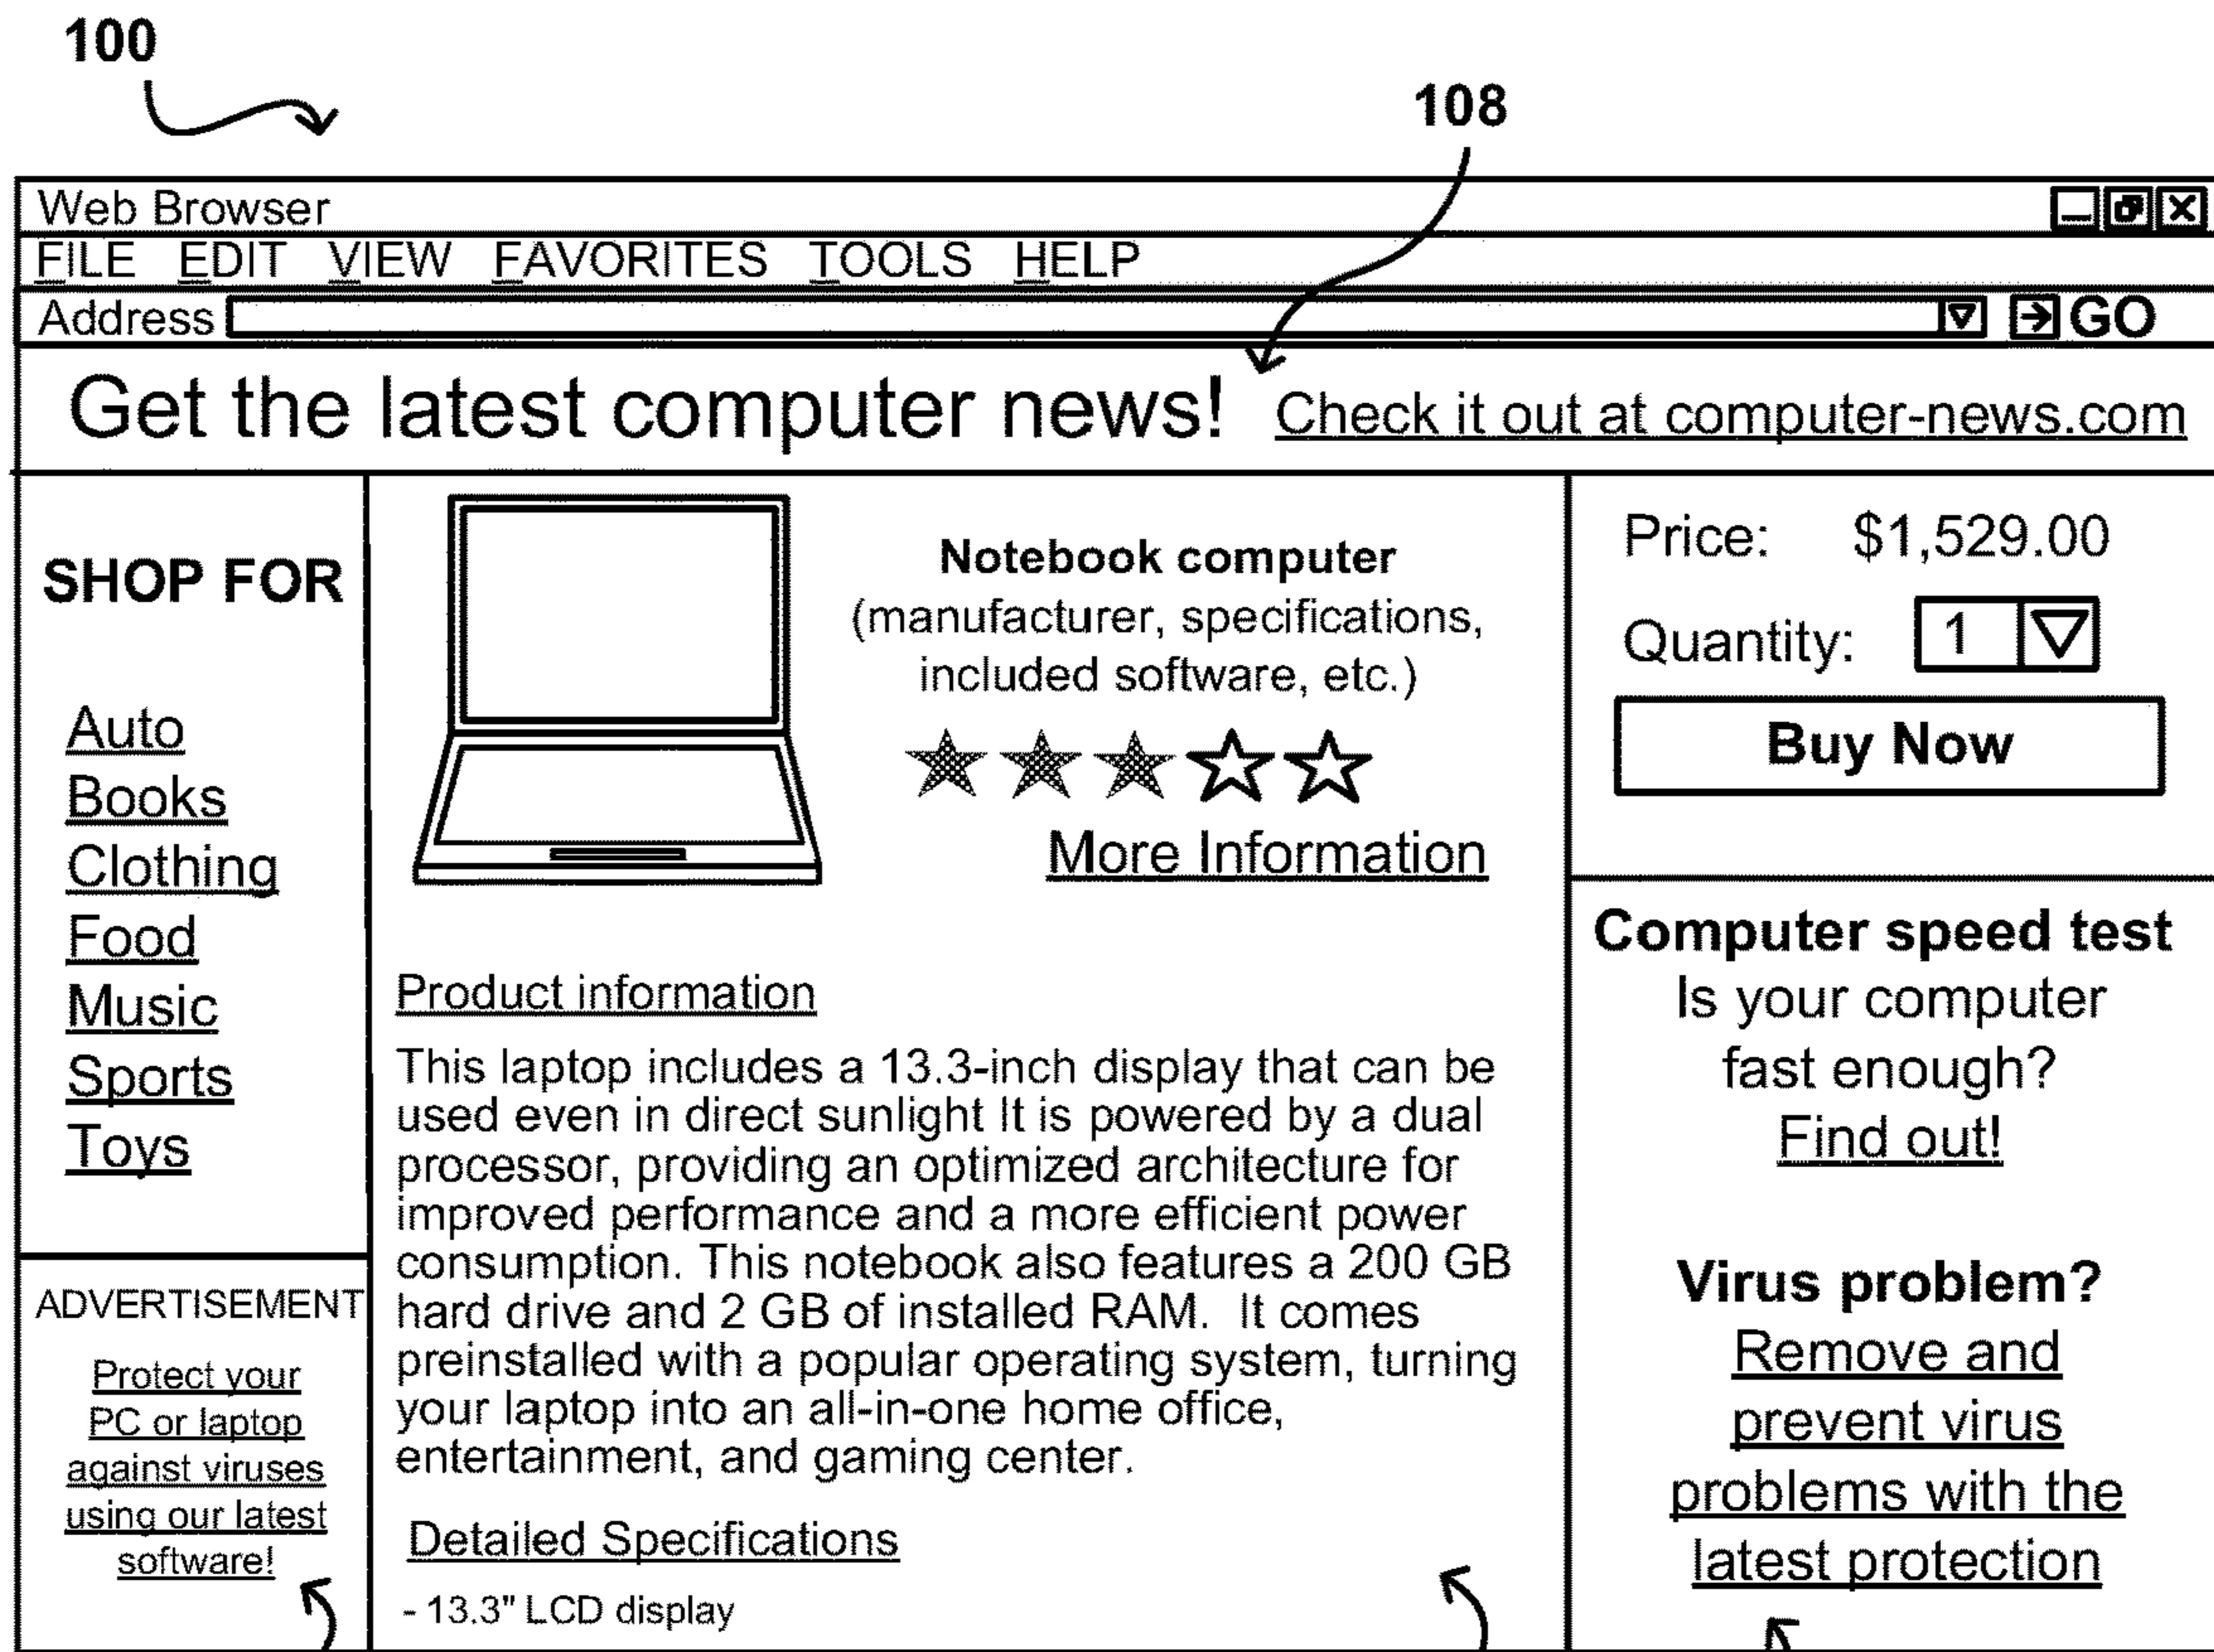 100
108
Web Browser
FILE EDIT VIEW FAVORITES TOOLS HELP
Address GO
Get the latest computer news! Check it out at computer-news.com
SHOP FOR
Auto
Books
Clothing
Food
Music
Sports
Toys
ADVERTISEMENT
Protect your
PC or laptop
against viruses
using our latest
software!
Notebook computer
(manufacturer, specifications,
included software, etc.)
More Information
Product information
This laptop includes a 13.3-inch display that can be
used even in direct sunlight It is powered by a dual
processor, providing an optimized architecture for
improved performance and a more efficient power
consumption. This notebook also features a 200 GB
hard drive and 2 GB of installed RAM. It comes
preinstalled with a popular operating system, turning
your laptop into an all-in-one home office,
entertainment, and gaming center.
Detailed Specifications
- 13.3" LCD display
Price: $1,529.00
Quantity: 1
Buy Now
Computer speed test
Is your computer
fast enough?
Find out!
Virus problem?
Remove and
prevent virus
problems with the
latest protection